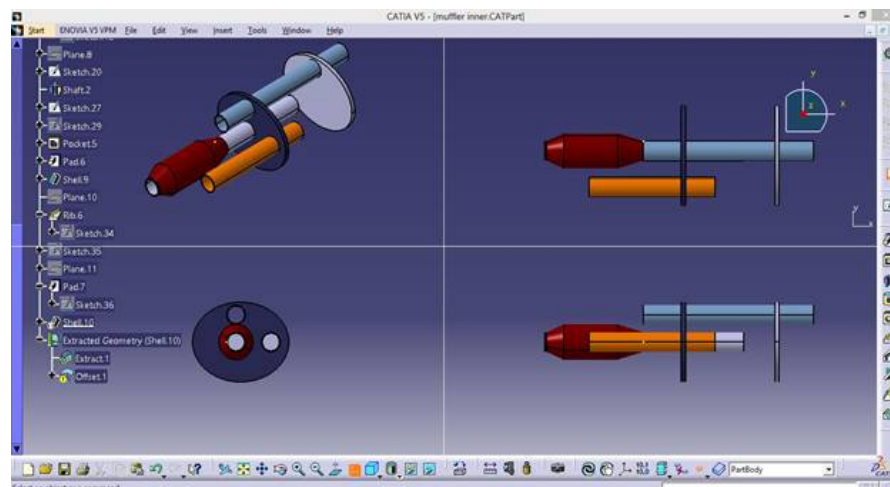 CATIA V5 - [muffler inner.CATPart]
Start ENOVIA V5 VPM File Edit View Insert Tools Window Help
Plane.8
Sketch.20
Shaft.2
Sketch.27
Sketch.29
Pocket.5
Pad.6
Shell.9
Plane.10
Rib.6
Sketch.34
Sketch.35
Plane.11
Pad.7
Sketch.36
Shell.10
Extracted Geometry (Shell.10)
Extract.1
Offset.1
y
x
z
y
x
PartBody